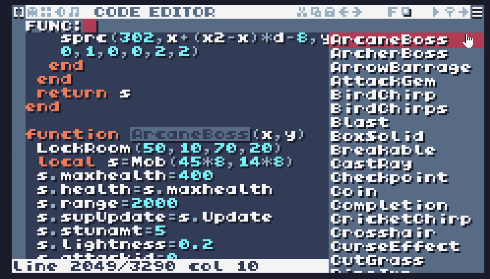 CODE EDITOR
FUNC:
sprc(302,x+(x2-x)*d-8,y
0,1,0,0,2,2)
end
end
return s
end
function ArcaneBoss(x,y)
LockRoom(50,10,70,20)
local s=Mob(45*8,14*8)
s.maxhealth=400
s.health=s.maxhealth
s.range=2000
s.supUpdate=s.Update
s.stunamt=5
s.lightness=0.2
s.attackid=0
line 2049/3290 col 10
ArcaneBoss
ArcherBoss
ArrowBarrage
AttackGem
BirdChirp
BirdChirps
Blast
BoxSolid
Breakable
CastRay
Checkpoint
Coin
Completion
CricketChirp
Crosshair
CurseEffect
CutGrass